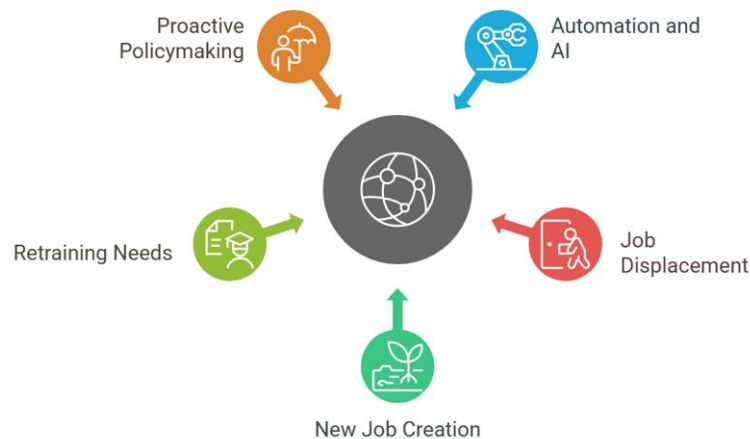 Proactive
Policymaking
Automation and
AI
Retraining Needs
Job
Displacement
New Job Creation